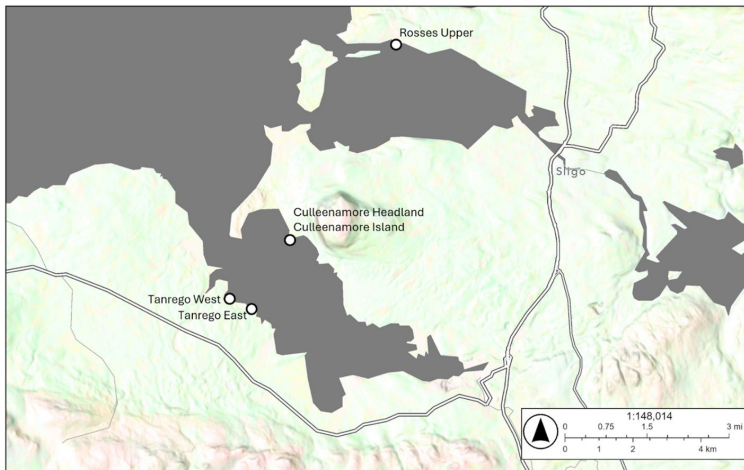 Rosses Upper
Sligo
Culleenamore Headland
Culleenamore Island
Tanrego West
Tanrego East
1:148,014
0 0.75 1.5 3 mi
0 1 2 4 km